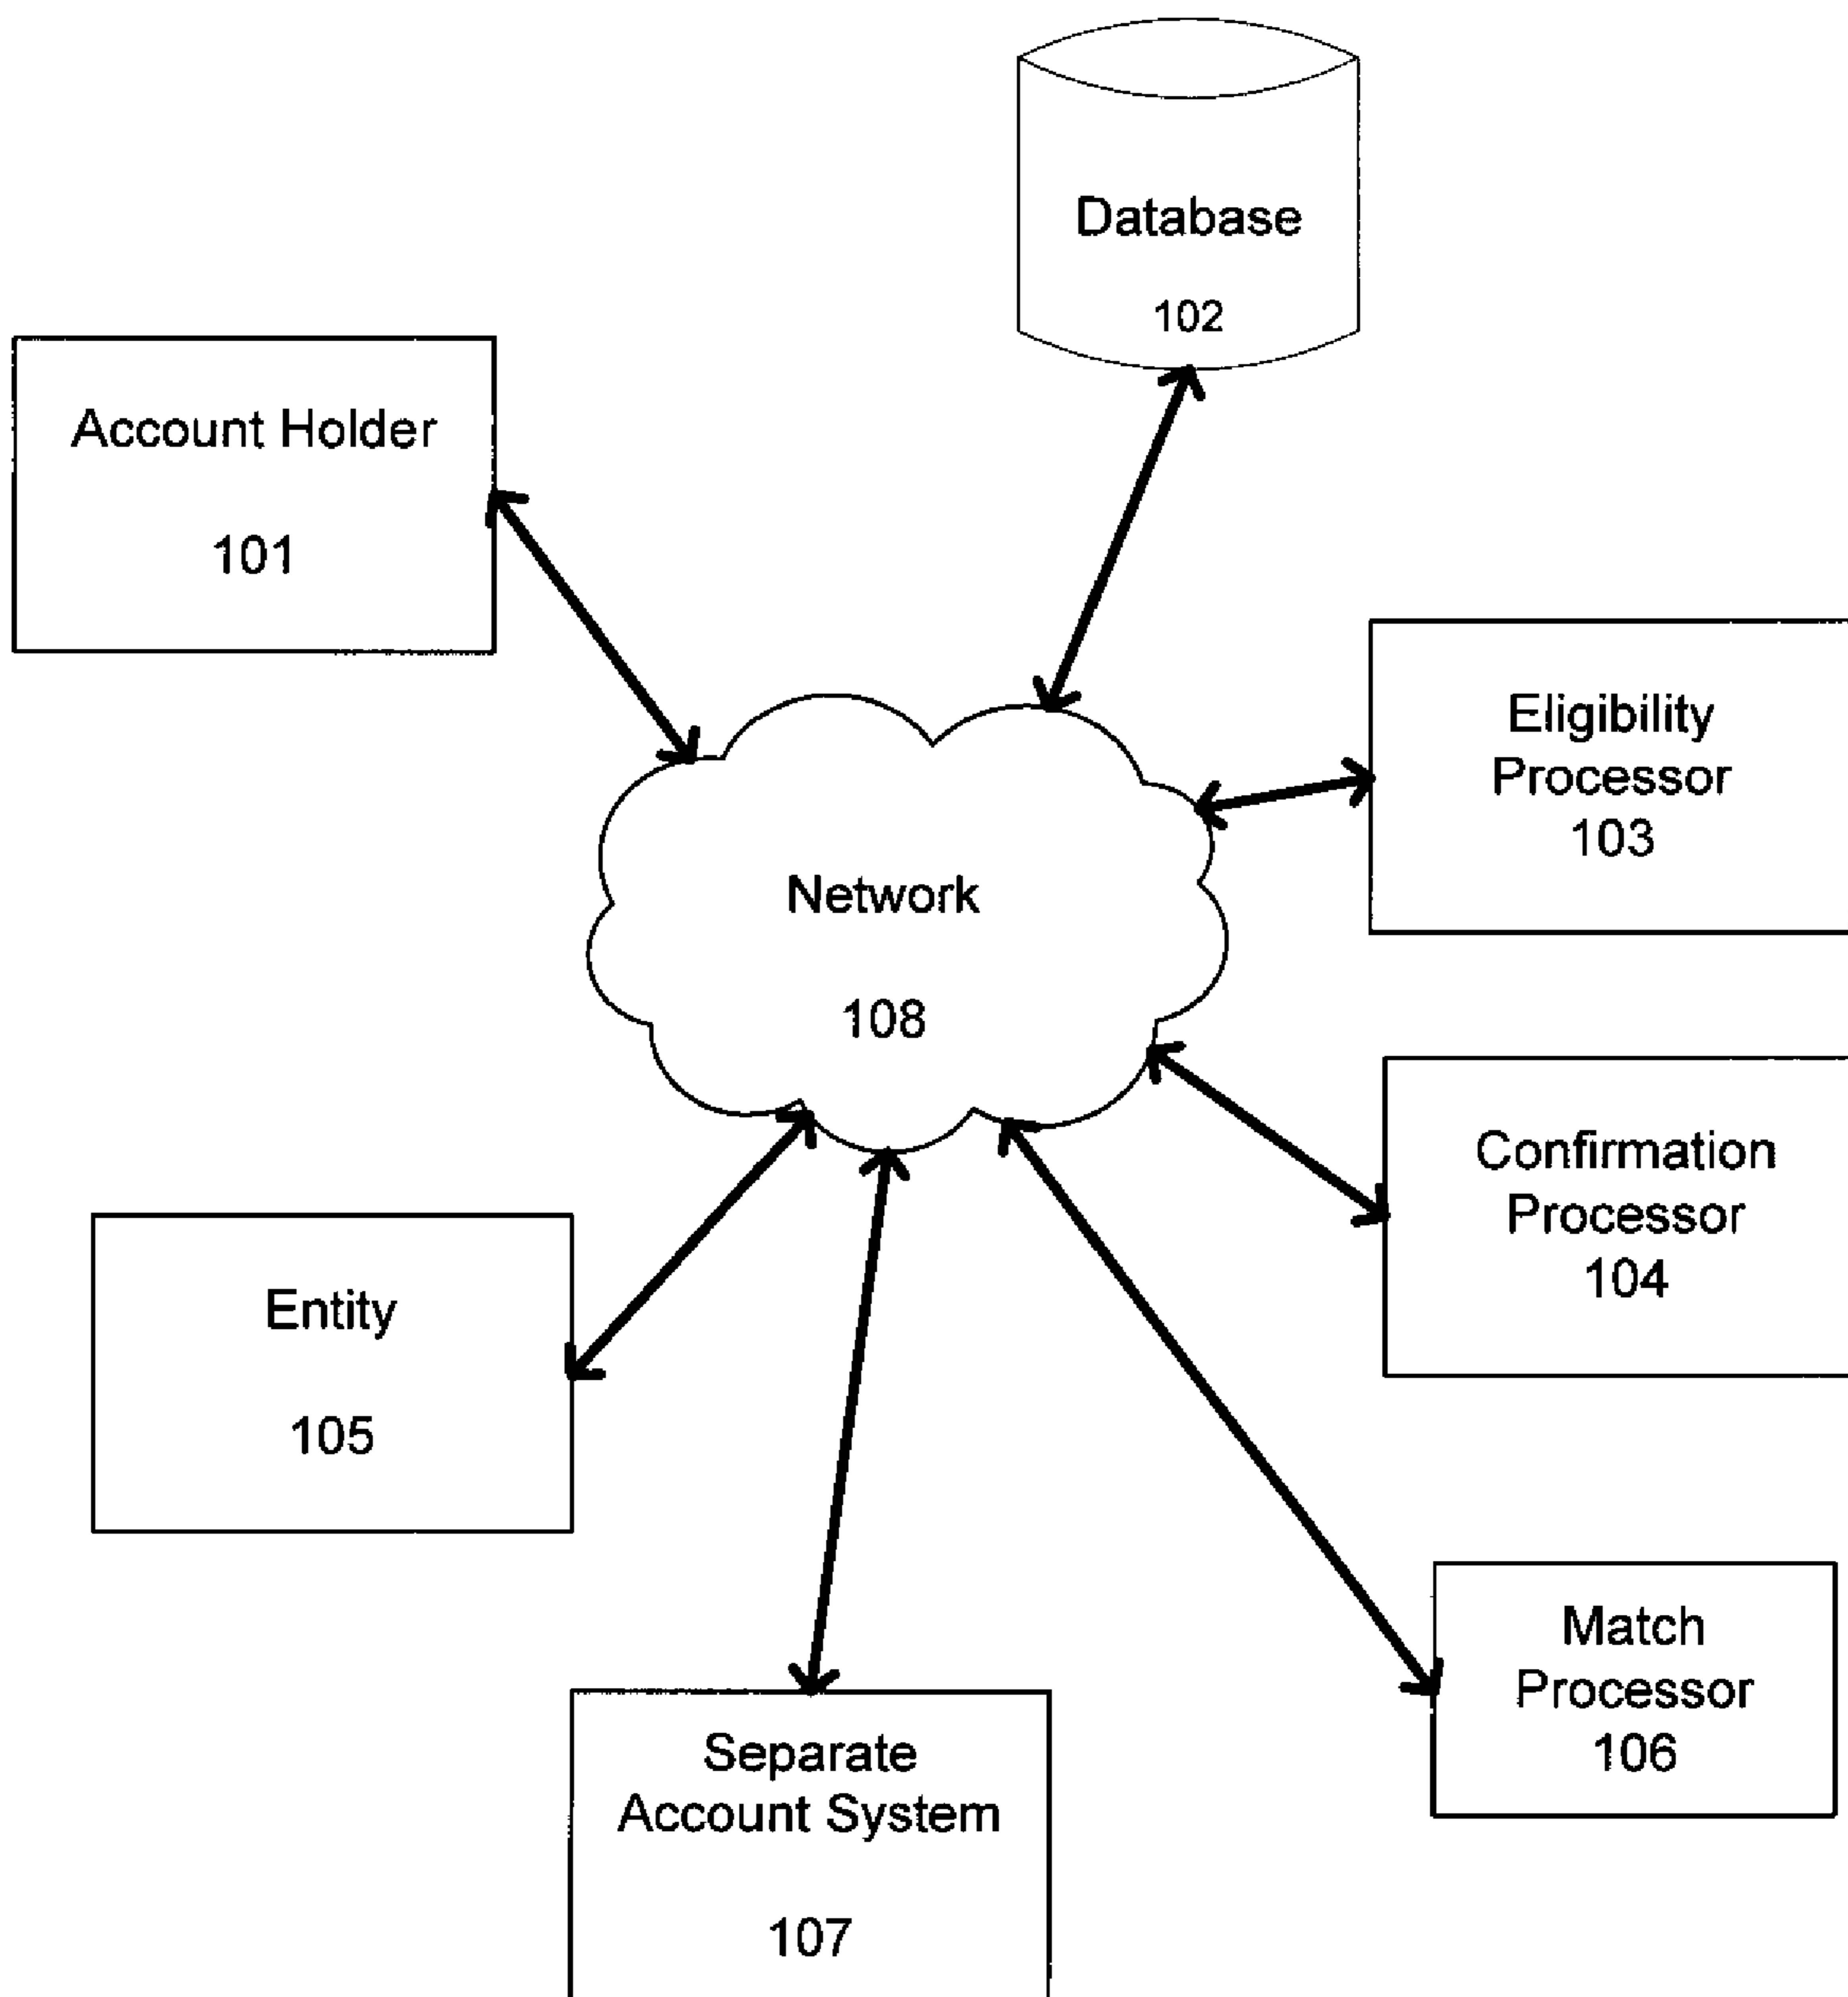 Database
102
Account Holder
101
Eligibility
Processor
103
Network
108
Confirmation
Processor
104
Entity
105
Match
Processor
106
Separate
Account System
107